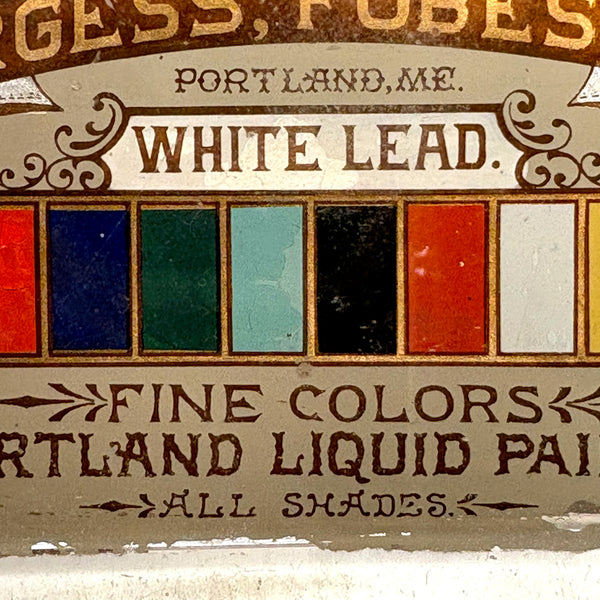 RGESS, FOBES
PORTLAND, ME.
WHITE LEAD.
FINE COLORS
RTLAND LIQUID PAI
ALL SHADES.